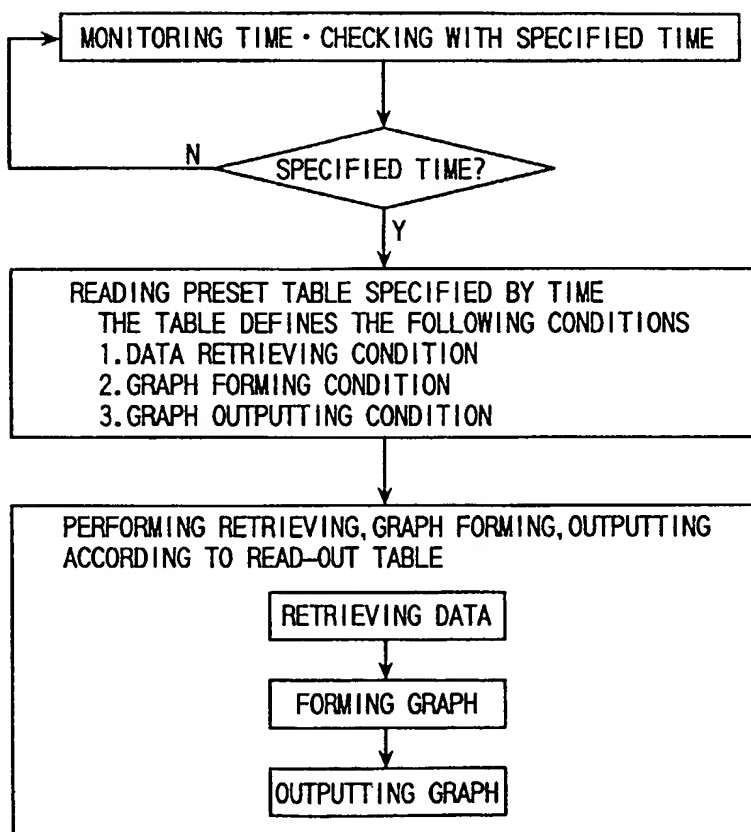 MONITORING TIME・CHECKING WITH SPECIFIED TIME
SPECIFIED TIME?
N
Y
READING PRESET TABLE SPECIFIED BY TIME
THE TABLE DEFINES THE FOLLOWING CONDITIONS
1.DATA RETRIEVING CONDITION
2.GRAPH FORMING CONDITION
3.GRAPH OUTPUTTING CONDITION
PERFORMING RETRIEVING,GRAPH FORMING,OUTPUTTING
ACCORDING TO READ-OUT TABLE
RETRIEVING DATA
FORMING GRAPH
OUTPUTTING GRAPH